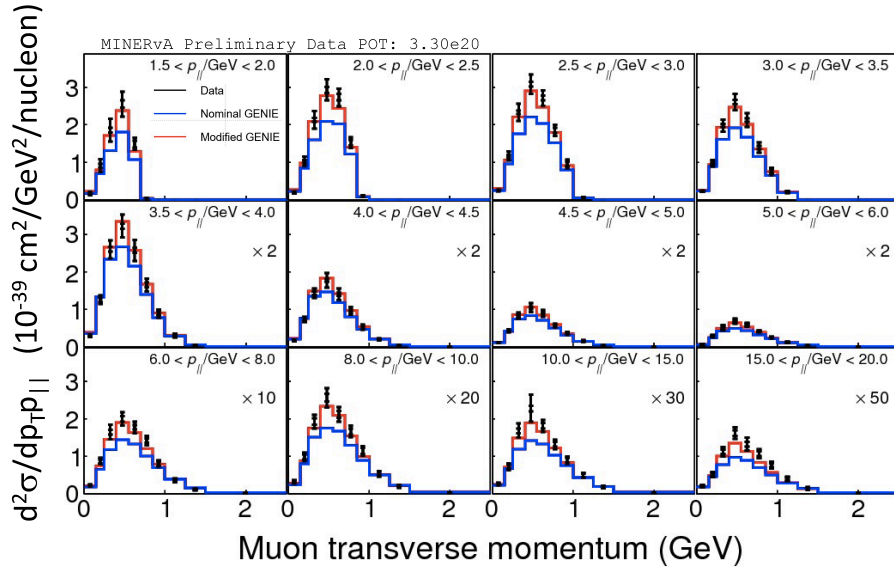 MINERvA Preliminary Data POT: 3.30e20
d²σ/dp_Tp_|| (10⁻³⁹ cm²/GeV²/nucleon)
1.5 < p_///GeV < 2.0
2.0 < p_///GeV < 2.5
2.5 < p_///GeV < 3.0
3.0 < p_///GeV < 3.5
Data
Nominal GENIE
Modified GENIE
3
2
1
0
3.5 < p_///GeV < 4.0
4.0 < p_///GeV < 4.5
4.5 < p_///GeV < 5.0
5.0 < p_///GeV < 6.0
× 2
× 2
× 2
× 2
3
2
1
0
6.0 < p_///GeV < 8.0
8.0 < p_///GeV < 10.0
10.0 < p_///GeV < 15.0
15.0 < p_///GeV < 20.0
× 10
× 20
× 30
× 50
3
2
1
0
0 1 2 0 1 2 0 1 2 0 1 2
Muon transverse momentum (GeV)